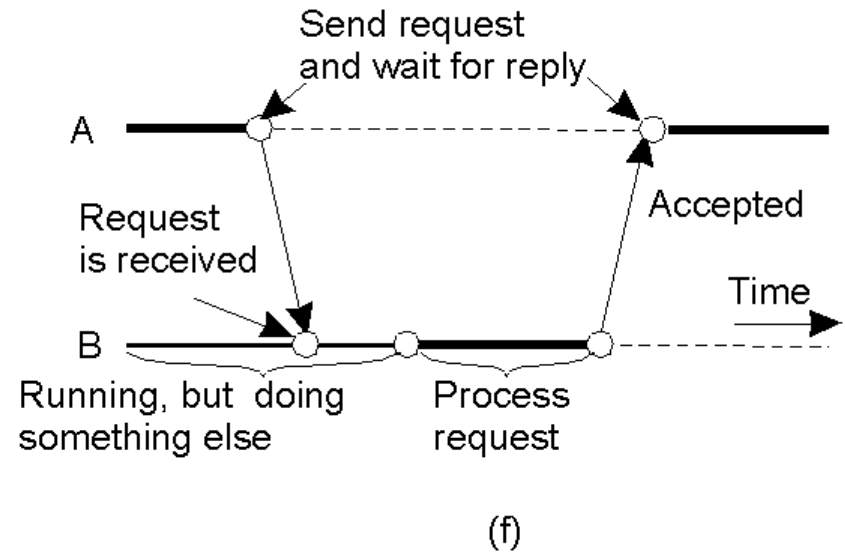 Send request
and wait for reply
A
Request
is received
Accepted
Time
B
Running, but doing
something else
Process
request
(f)